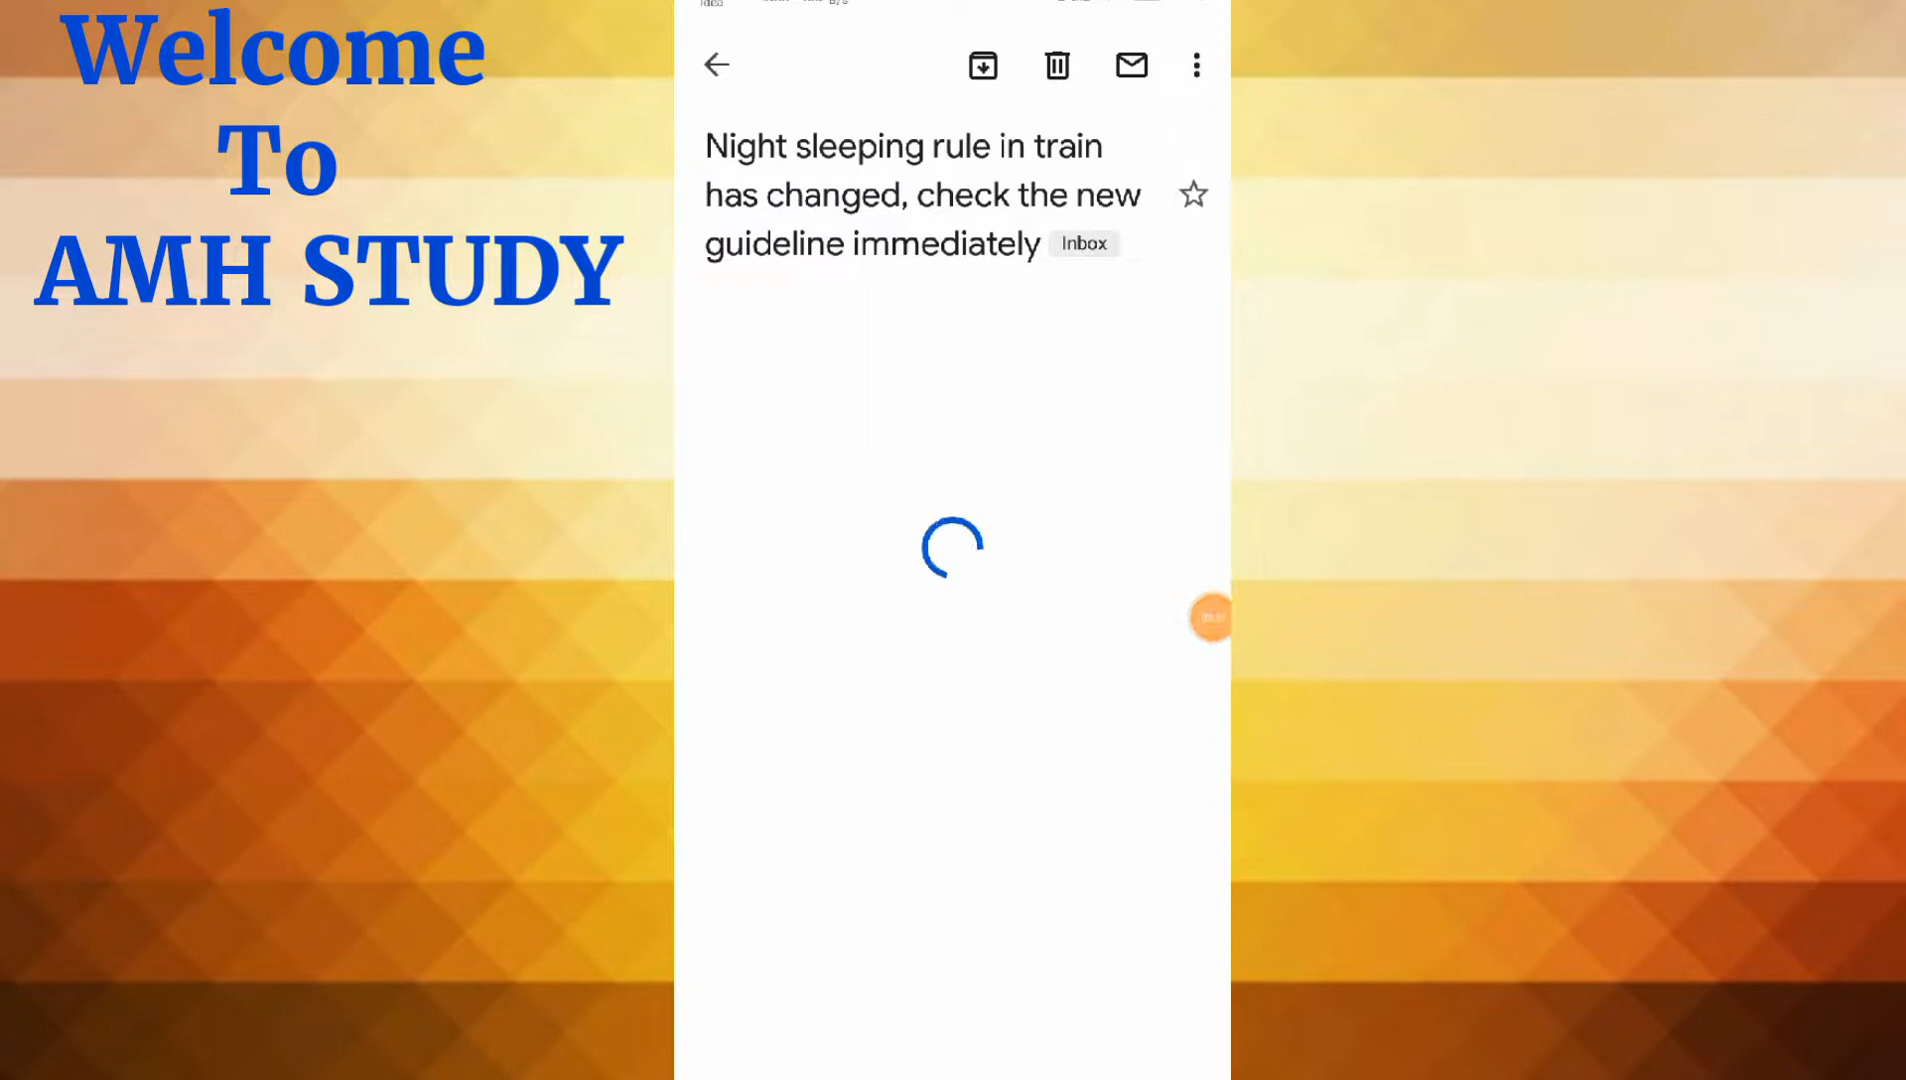 Welcome
To
AMH STUDY
Night sleeping rule in train
has changed, check the new
guideline immediately Inbox